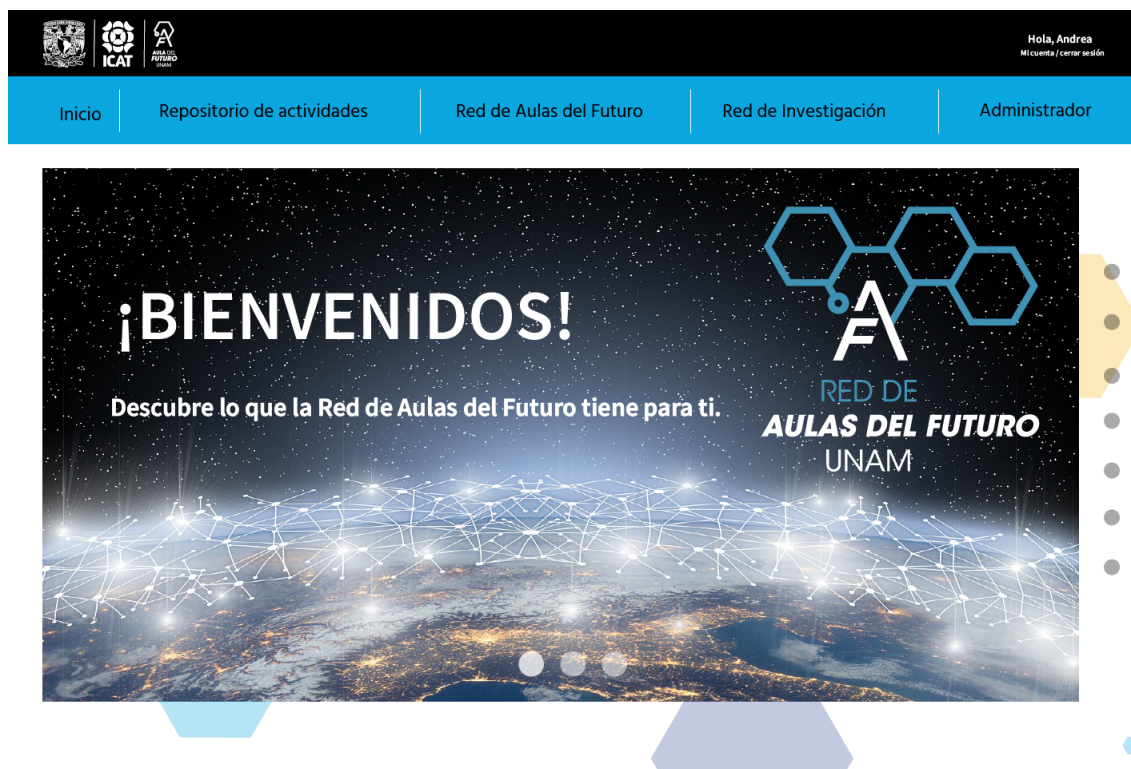 ICAT
AULA DEL
FUTURO
UNAM
Hola, Andrea
Mi cuenta / cerrar sesión
Inicio
Repositorio de actividades
Red de Aulas del Futuro
Red de Investigación
Administrador
¡BIENVENIDOS!
Descubre lo que la Red de Aulas del Futuro tiene para ti.
RED DE
AULAS DEL FUTURO
UNAM